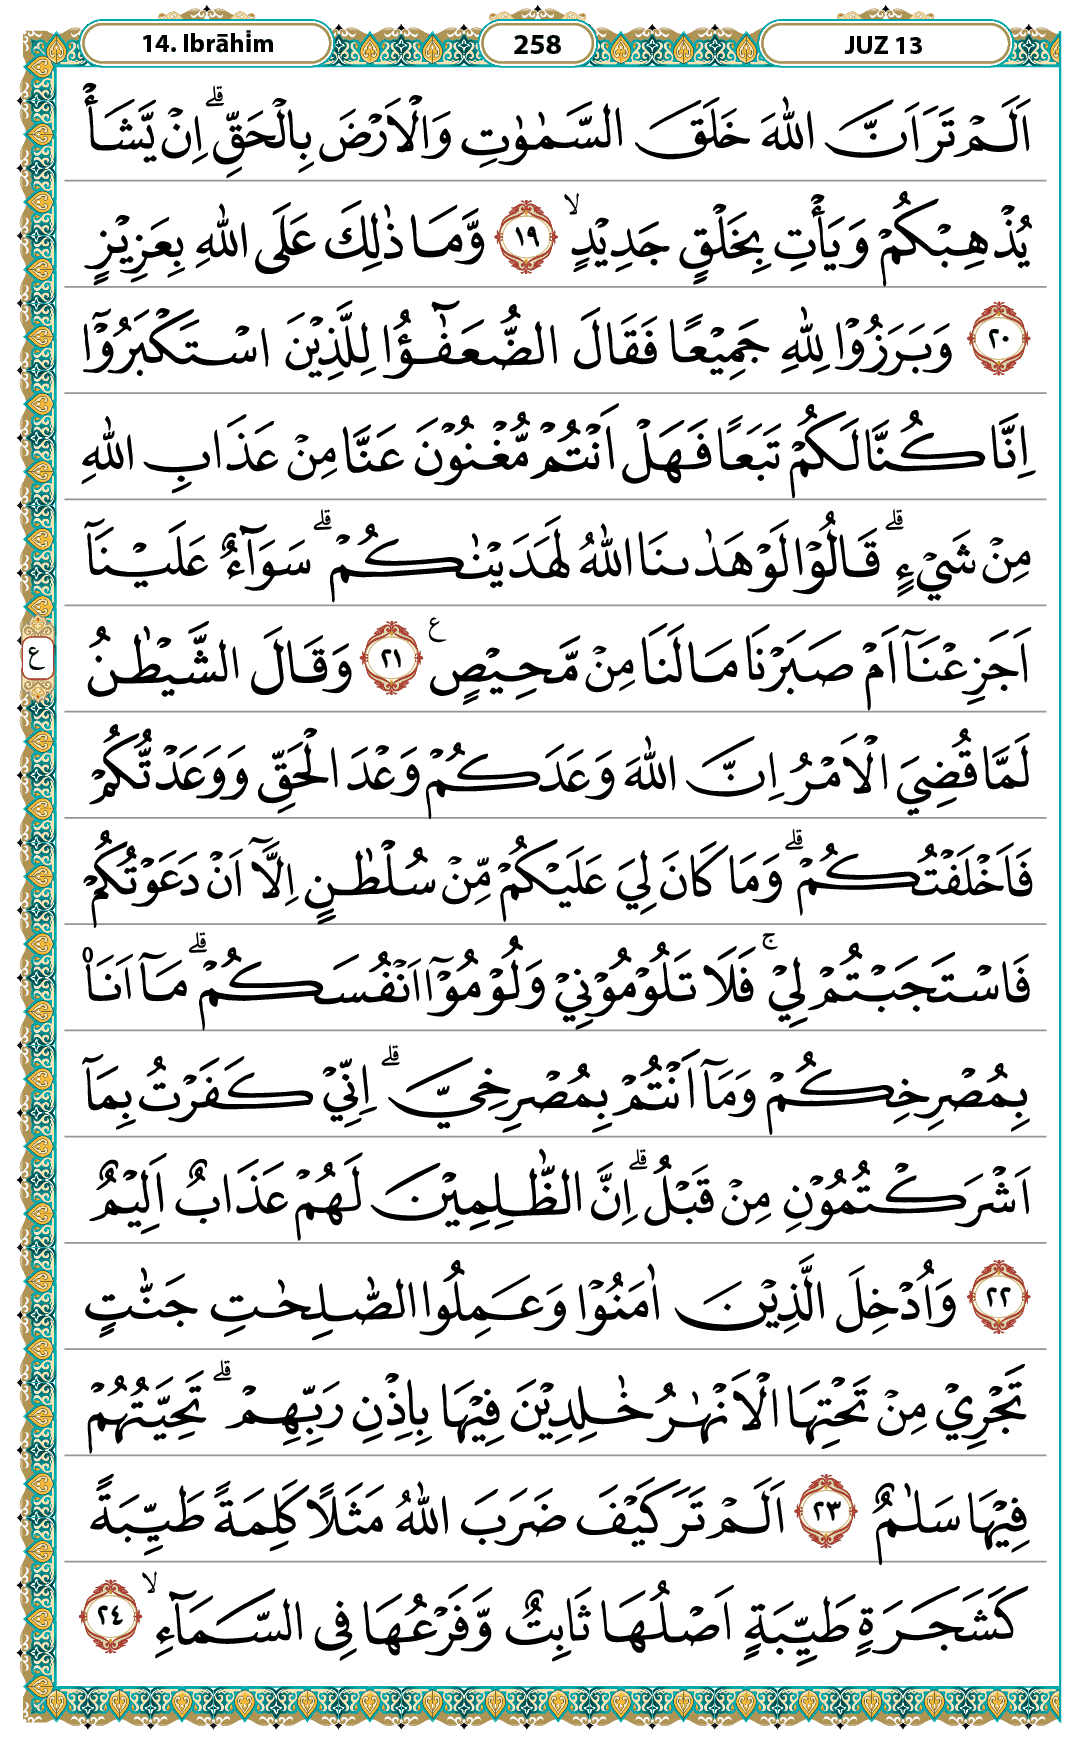 14. Ibrāhīm
258
JUZ 13
اَلَمْ تَرَ اَنَّ اللّٰهَ خَلَقَ السَّمٰوٰتِ وَالْاَرْضَ بِالْحَقِّۗ اِنْ يَّشَأْ
يُذْهِبْكُمْ وَيَأْتِ بِخَلْقٍ جَدِيْدٍۙ ١٩ وَّمَا ذٰلِكَ عَلَى اللّٰهِ بِعَزِيْزٍ
٢٠ وَبَرَزُوْا لِلّٰهِ جَمِيْعًا فَقَالَ الضُّعَفٰۤؤُا لِلَّذِيْنَ اسْتَكْبَرُوْٓا
اِنَّا كُنَّا لَكُمْ تَبَعًا فَهَلْ اَنْتُمْ مُّغْنُوْنَ عَنَّا مِنْ عَذَابِ اللّٰهِ
مِنْ شَيْءٍۗ قَالُوْا لَوْ هَدٰىنَا اللّٰهُ لَهَدَيْنٰكُمْۗ سَوَاۤءٌ عَلَيْنَآ
اَجَزِعْنَآ اَمْ صَبَرْنَا مَا لَنَا مِنْ مَّحِيْصٍࣖ ٢١ وَقَالَ الشَّيْطٰنُ
ع
لَمَّا قُضِيَ الْاَمْرُ اِنَّ اللّٰهَ وَعَدَكُمْ وَعْدَ الْحَقِّ وَوَعَدْتُّكُمْ
فَاَخْلَفْتُكُمْۗ وَمَا كَانَ لِيَ عَلَيْكُمْ مِّنْ سُلْطٰنٍ اِلَّآ اَنْ دَعَوْتُكُمْ
فَاسْتَجَبْتُمْ لِيْۚ فَلَا تَلُوْمُوْنِيْ وَلُوْمُوْٓا اَنْفُسَكُمْۗ مَآ اَنَا۠
بِمُصْرِخِكُمْ وَمَآ اَنْتُمْ بِمُصْرِخِيَّۗ اِنِّيْ كَفَرْتُ بِمَآ
اَشْرَكْتُمُوْنِ مِنْ قَبْلُۗ اِنَّ الظّٰلِمِيْنَ لَهُمْ عَذَابٌ اَلِيْمٌ
٢٢ وَاُدْخِلَ الَّذِيْنَ اٰمَنُوْا وَعَمِلُوا الصّٰلِحٰتِ جَنّٰتٍ
تَجْرِيْ مِنْ تَحْتِهَا الْاَنْهٰرُ خٰلِدِيْنَ فِيْهَا بِاِذْنِ رَبِّهِمْۗ تَحِيَّتُهُمْ
فِيْهَا سَلٰمٌ ٢٣ اَلَمْ تَرَ كَيْفَ ضَرَبَ اللّٰهُ مَثَلًا كَلِمَةً طَيِّبَةً
كَشَجَرَةٍ طَيِّبَةٍ اَصْلُهَا ثَابِتٌ وَّفَرْعُهَا فِى السَّمَاۤءِۙ ٢٤